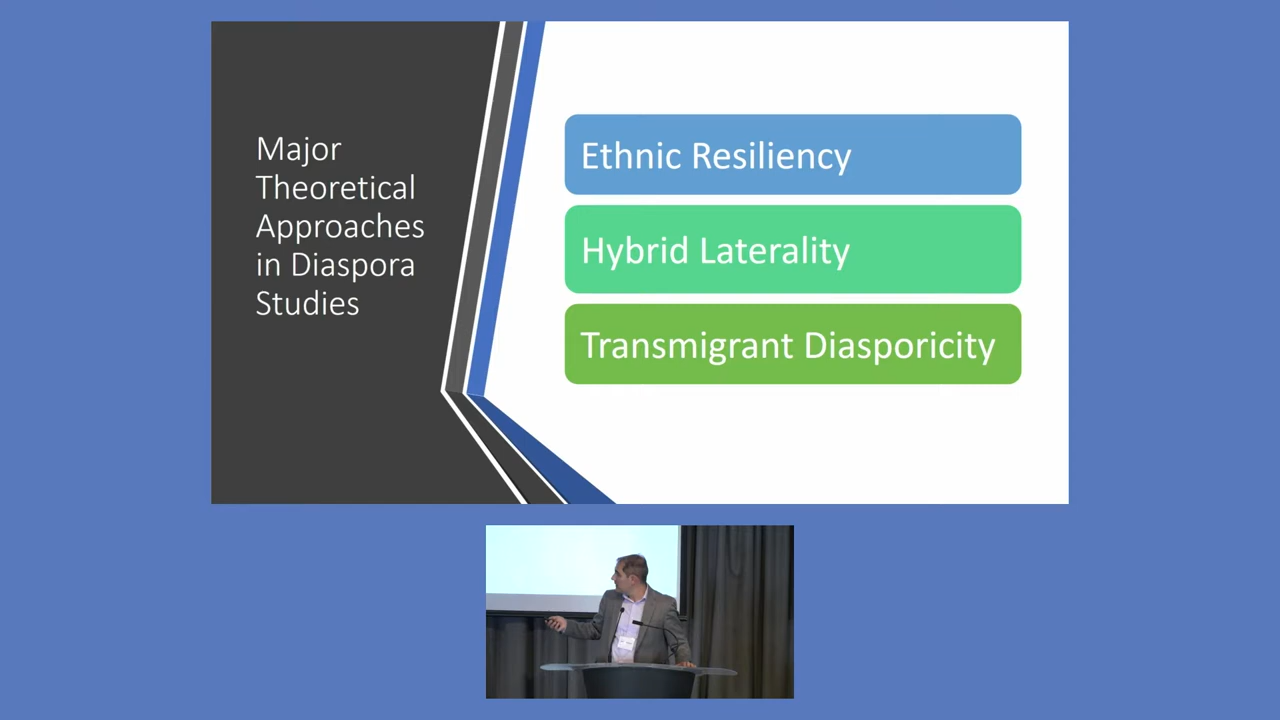 Major
Theoretical
Approaches
in Diaspora
Studies
Ethnic Resiliency
Hybrid Laterality
Transmigrant Diasporicity